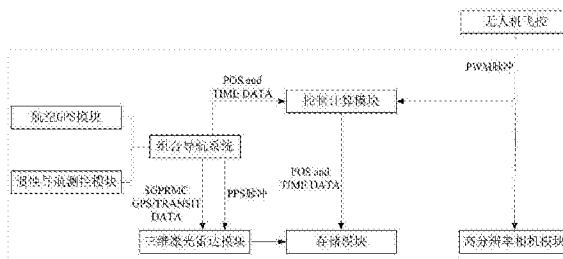 无人机飞控
PWM脉冲
POS and
TIME DATA
控制计算模块
航空GPS模块
组合导航系统
惯性导航测控模块
SGPRMC
GPS/TRANSIT
DATA
PPS脉冲
POS and
TIME DATA
三维激光雷达模块
存储模块
高分辨率相机模块